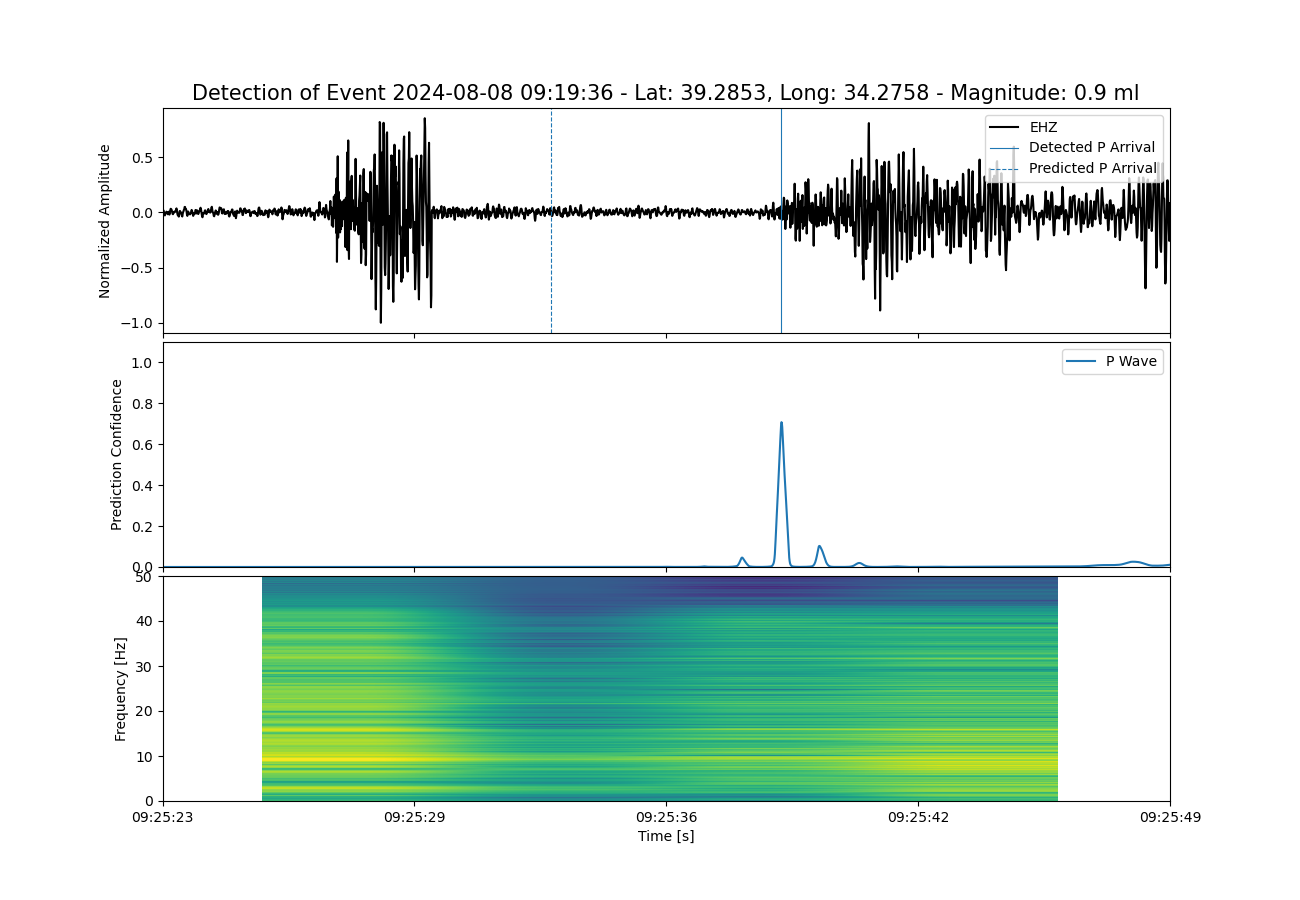 Detection of Event 2024-08-08 09:19:36 - Lat: 39.2853, Long: 34.2758 - Magnitude: 0.9 ml
EHZ
Detected P Arrival
Predicted P Arrival
0.5
0.0
−0.5
−1.0
Normalized Amplitude
P Wave
1.0
0.8
0.6
0.4
0.2
0.0
Prediction Confidence
50
40
30
20
10
0
Frequency [Hz]
09:25:23 09:25:29 09:25:36 09:25:42 09:25:49
Time [s]